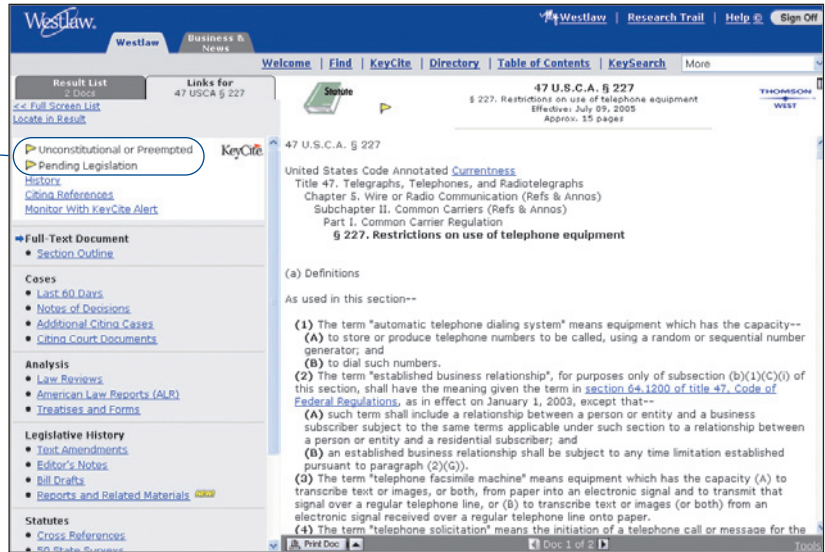 Westlaw.
Westlaw
Business & News
Westlaw | Research Trail | Help © Sign Off
Welcome | Find | KeyCite | Directory | Table of Contents | KeySearch More
Result List
2 Docs
Links for
47 USCA § 227
<< Full Screen List
Locate in Result
Unconstitutional or Preempted KeyCite.
Pending Legislation
History
Citing References
Monitor With KeyCite Alert
Full-Text Document
• Section Outline
Cases
• Last 60 Days
• Notes of Decisions
• Additional Citing Cases
• Citing Court Documents
Analysis
• Law Reviews
• American Law Reports (ALR)
• Treatises and Forms
Legislative History
• Text Amendments
• Editor's Notes
• Bill Drafts
• Reports and Related Materials NEW
Statutes
• Cross References
• 50 State Surveys
Statute
47 U.S.C.A. § 227
§ 227. Restrictions on use of telephone equipment
Effective: July 09, 2005
Approx. 15 pages
THOMSON
WEST
47 U.S.C.A. § 227
United States Code Annotated Currentness
Title 47. Telegraphs, Telephones, and Radiotelegraphs
Chapter 5. Wire or Radio Communication (Refs & Annos)
Subchapter II. Common Carriers (Refs & Annos)
Part I. Common Carrier Regulation
§ 227. Restrictions on use of telephone equipment
(a) Definitions
As used in this section--
(1) The term "automatic telephone dialing system" means equipment which has the capacity--
(A) to store or produce telephone numbers to be called, using a random or sequential number
generator; and
(B) to dial such numbers.
(2) The term "established business relationship", for purposes only of subsection (b)(1)(C)(i) of
this section, shall have the meaning given the term in section 64.1200 of title 47, Code of
Federal Regulations, as in effect on January 1, 2003, except that--
(A) such term shall include a relationship between a person or entity and a business
subscriber subject to the same terms applicable under such section to a relationship between
a person or entity and a residential subscriber; and
(B) an established business relationship shall be subject to any time limitation established
pursuant to paragraph (2)(G)).
(3) The term "telephone facsimile machine" means equipment which has the capacity (A) to
transcribe text or images, or both, from paper into an electronic signal and to transmit that
signal over a regular telephone line, or (B) to transcribe text or images (or both) from an
electronic signal received over a regular telephone line onto paper.
(4) The term "telephone solicitation" means the initiation of a telephone call or message for the
Print Doc
Doc 1 of 2
Tools